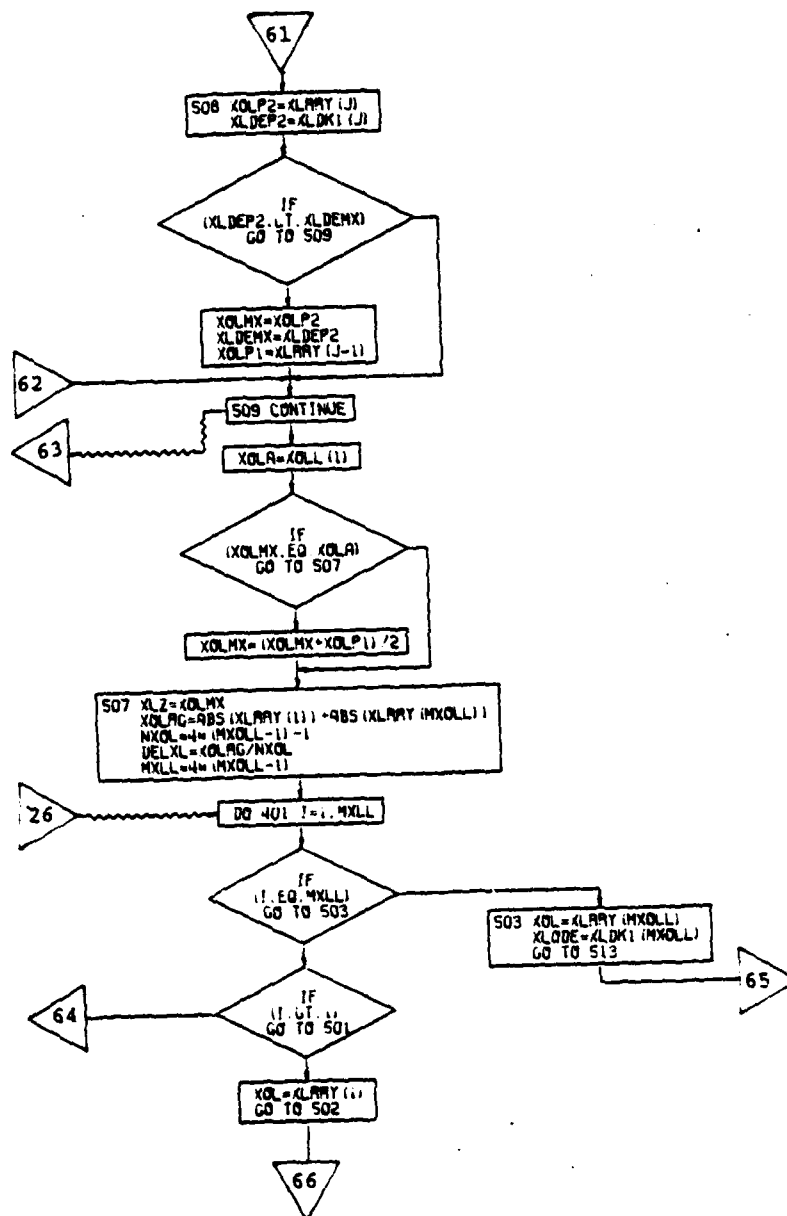 61
508 XOLP2=XLARY(J)
XLDEP2=XLDK1(J)
IF
(XLDEP2.GT.XLDEMX)
GO TO 509
XOLMX=XOLP2
XLDEMX=XLDEP2
XOLP1=XLARY(J-1)
62
509 CONTINUE
63
XOLA=XOLL(1)
IF
(XOLMX.EQ.XOLA)
GO TO 507
XOLMX=(XOLMX+XOLP1)/2
507 XLZ=XOLMX
XOLAG=ABS(XLARY(1))+ABS(XLARY(MXOLL))
NXOL=4*(MXOLL-1)-1
DELXL=XOLAG/NXOL
MXLL=4*(MXOLL-1)
26
DO 401 I=1,MXLL
IF
(I.EQ.MXLL)
GO TO 503
503 XOL=XLARY(MXOLL)
XLODE=XLDK1(MXOLL)
GO TO 513
65
64
IF
(I.GT.1)
GO TO 501
XOL=XLARY(1)
GO TO 502
66